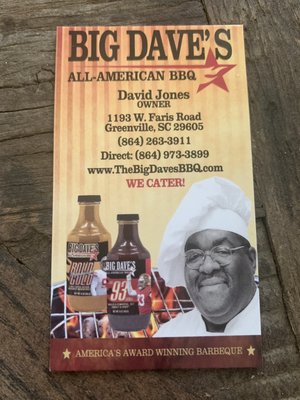 BIG DAVE'S
ALL-AMERICAN BBQ
David Jones
OWNER
1193 W. Faris Road
Greenville, SC 29605
(864) 263-3911
Direct: (864) 973-3899
www.TheBigDavesBBQ.com
WE CATER!
BIG DAVE'S
GOLD
BIG DAVE'S
93
AMERICA'S AWARD WINNING BARBEQUE